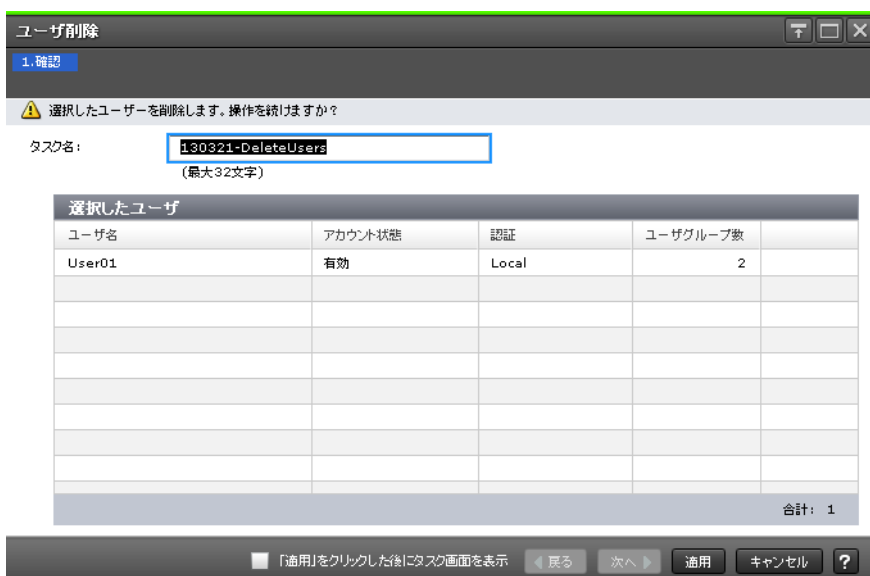 ユーザ削除
1.確認
選択したユーザーを削除します。操作を続けますか？
タスク名： 130321-DeleteUsers
(最大32文字)
選択したユーザ
ユーザ名 アカウント状態 認証 ユーザグループ数
User01 有効 Local 2
合計： 1
「適用」をクリックした後にタスク画面を表示 戻る 次へ 適用 キャンセル ?